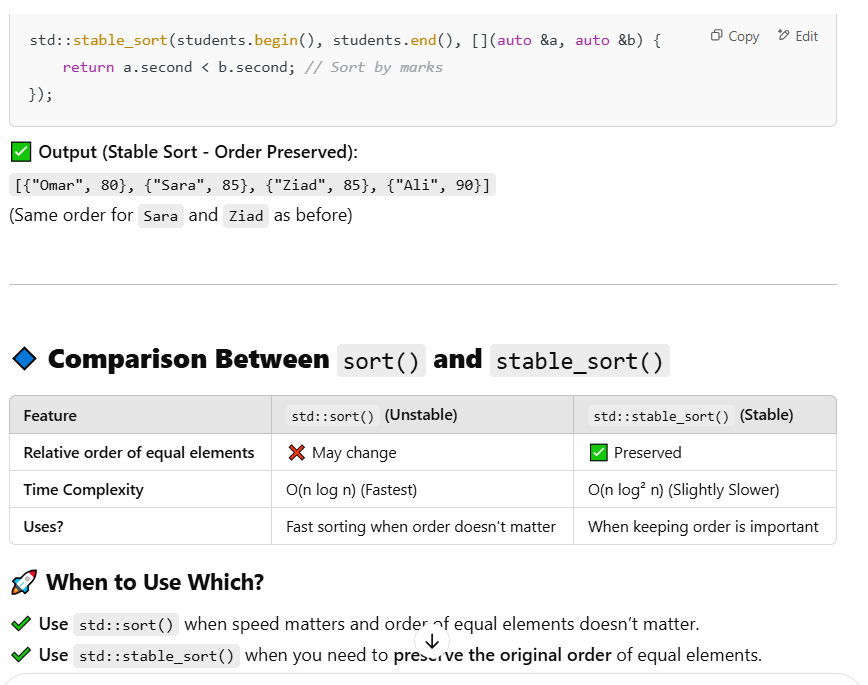 std::stable_sort(students.begin(), students.end(), [](auto &a, auto &b) {
Copy
Edit
    return a.second < b.second; // Sort by marks
});
✅ Output (Stable Sort - Order Preserved):
[{"Omar", 80}, {"Sara", 85}, {"Ziad", 85}, {"Ali", 90}]
(Same order for Sara and Ziad as before)
🔷 Comparison Between sort() and stable_sort()
Feature
std::sort() (Unstable)
std::stable_sort() (Stable)
Relative order of equal elements
❌ May change
✅ Preserved
Time Complexity
O(n log n) (Fastest)
O(n log² n) (Slightly Slower)
Uses?
Fast sorting when order doesn't matter
When keeping order is important
🚀 When to Use Which?
✔ Use std::sort() when speed matters and order of equal elements doesn’t matter.
✔ Use std::stable_sort() when you need to preserve the original order of equal elements.